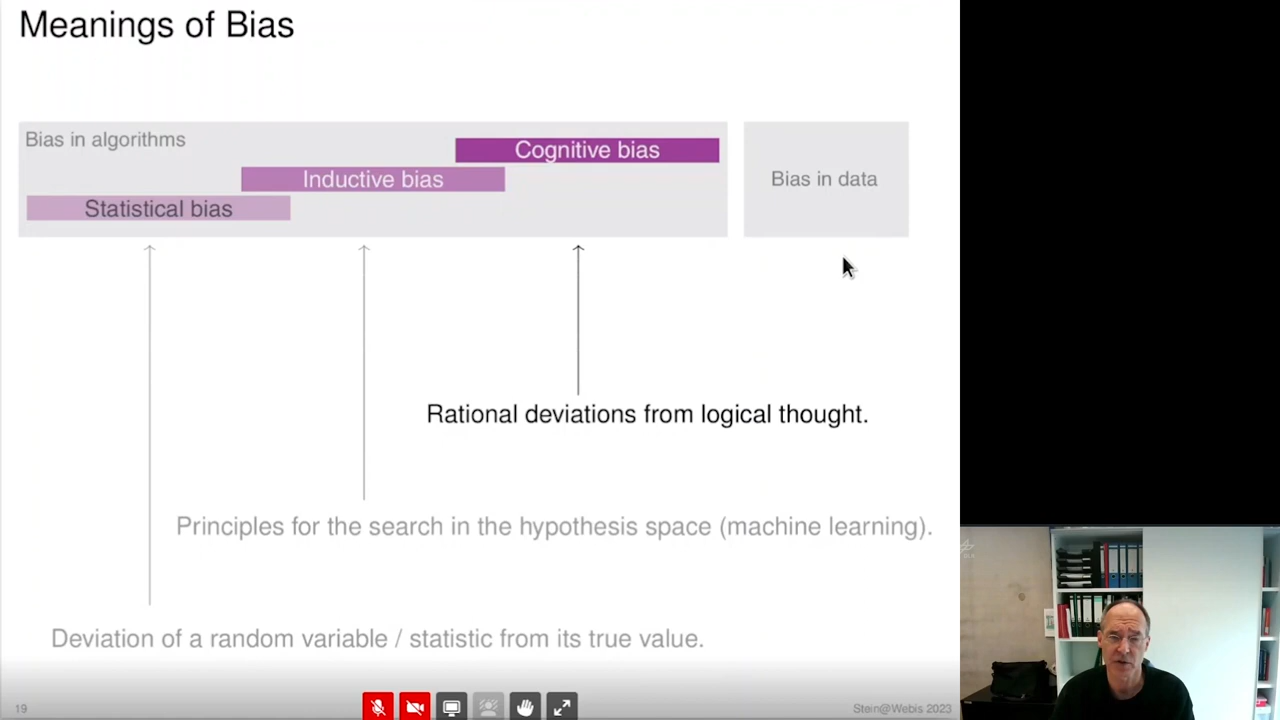 Meanings of Bias
Bias in algorithms
Cognitive bias
Inductive bias
Statistical bias
Bias in data
Rational deviations from logical thought.
Principles for the search in the hypothesis space (machine learning).
Deviation of a random variable / statistic from its true value.
19
Stein@Webis 2023